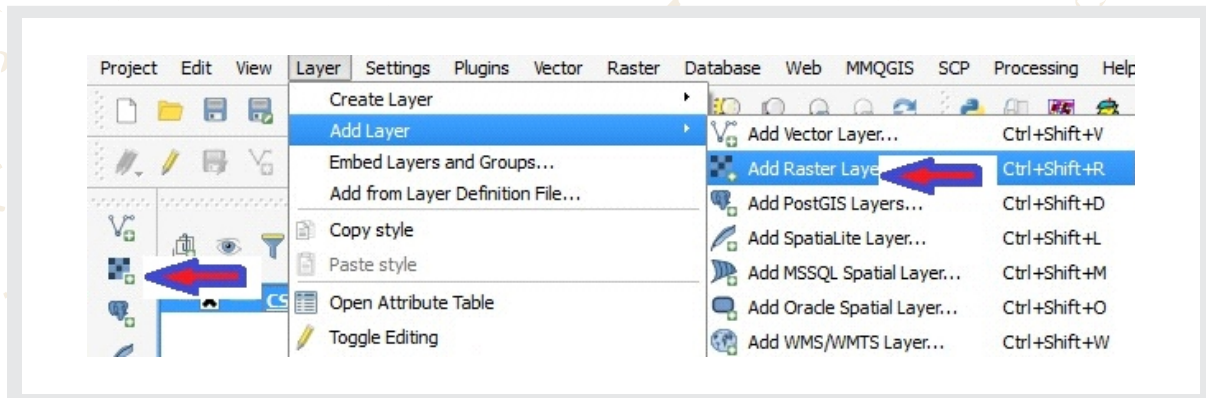 Project Edit View Layer Settings Plugins Vector Raster Database Web MMQGIS SCP Processing Help
Create Layer
Add Layer
Embed Layers and Groups...
Add from Layer Definition File...
Copy style
Paste style
Open Attribute Table
Toggle Editing
CS
Add Vector Layer... Ctrl+Shift+V
Add Raster Laye Ctrl+Shift+R
Add PostGIS Layers... Ctrl+Shift+D
Add SpatiaLite Layer... Ctrl+Shift+L
Add MSSQL Spatial Layer... Ctrl+Shift+M
Add Oracle Spatial Layer... Ctrl+Shift+O
Add WMS/WMTS Layer... Ctrl+Shift+W